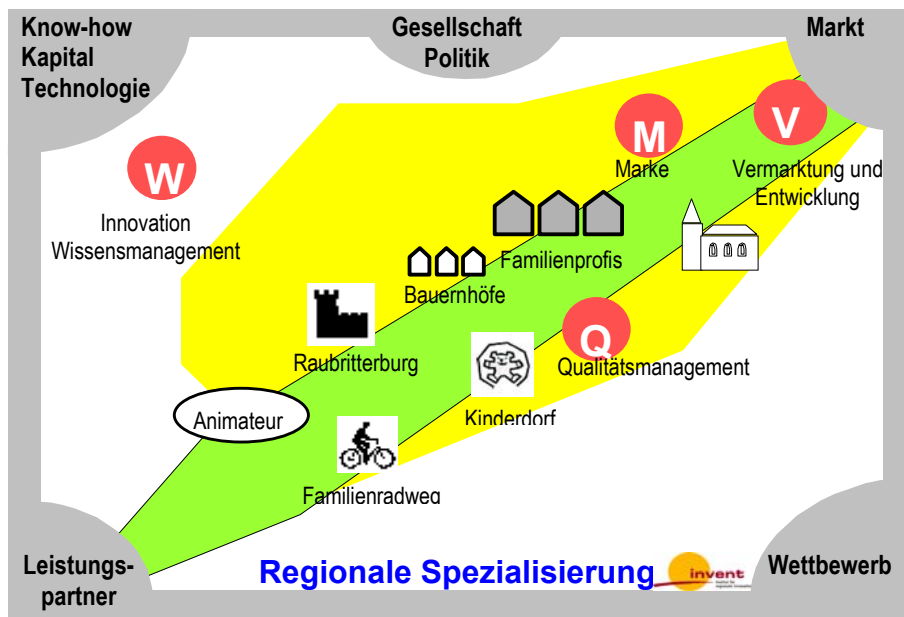 Know-how
Kapital
Technologie
Gesellschaft
Politik
Markt
W
Innovation
Wissensmanagement
M
Marke
V
Vermarktung und
Entwicklung
Familienprofis
Bauernhöfe
Raubritterburg
Q
Qualitätsmanagement
Kinderdorf
Animateur
Familienradweg
Leistungs-
partner
Regionale Spezialisierung
invent
Wettbewerb